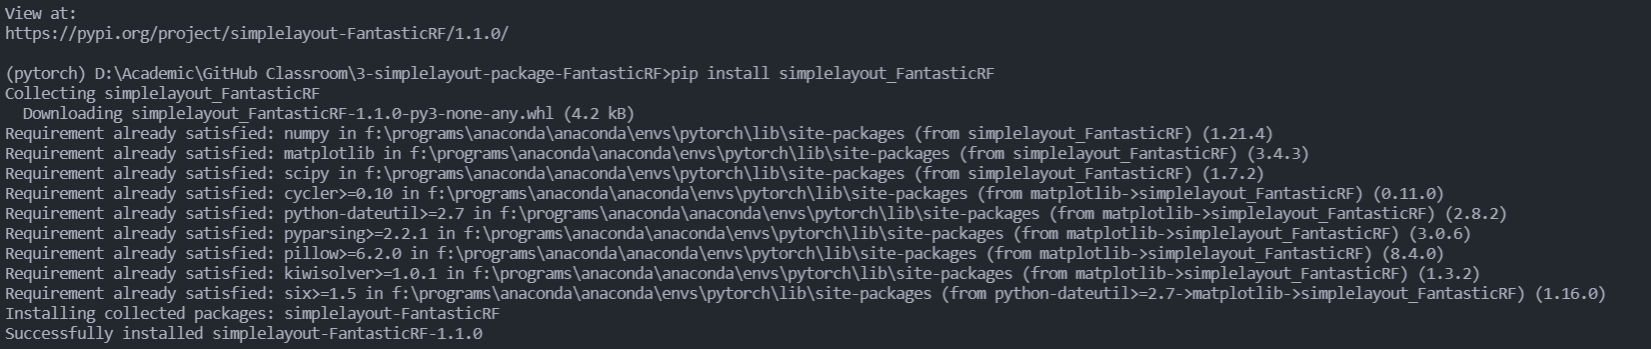 View at:
https://pypi.org/project/simplelayout-FantasticRF/1.1.0/
(pytorch) D:\Academic\GitHub Classroom\3-simplelayout-package-FantasticRF>pip install simplelayout_FantasticRF
Collecting simplelayout_FantasticRF
  Downloading simplelayout_FantasticRF-1.1.0-py3-none-any.whl (4.2 kB)
Requirement already satisfied: numpy in f:\programs\anaconda\anaconda\envs\pytorch\lib\site-packages (from simplelayout_FantasticRF) (1.21.4)
Requirement already satisfied: matplotlib in f:\programs\anaconda\anaconda\envs\pytorch\lib\site-packages (from simplelayout_FantasticRF) (3.4.3)
Requirement already satisfied: scipy in f:\programs\anaconda\anaconda\envs\pytorch\lib\site-packages (from simplelayout_FantasticRF) (1.7.2)
Requirement already satisfied: cycler>=0.10 in f:\programs\anaconda\anaconda\envs\pytorch\lib\site-packages (from matplotlib->simplelayout_FantasticRF) (0.11.0)
Requirement already satisfied: python-dateutil>=2.7 in f:\programs\anaconda\anaconda\envs\pytorch\lib\site-packages (from matplotlib->simplelayout_FantasticRF) (2.8.2)
Requirement already satisfied: pyparsing>=2.2.1 in f:\programs\anaconda\anaconda\envs\pytorch\lib\site-packages (from matplotlib->simplelayout_FantasticRF) (3.0.6)
Requirement already satisfied: pillow>=6.2.0 in f:\programs\anaconda\anaconda\envs\pytorch\lib\site-packages (from matplotlib->simplelayout_FantasticRF) (8.4.0)
Requirement already satisfied: kiwisolver>=1.0.1 in f:\programs\anaconda\anaconda\envs\pytorch\lib\site-packages (from matplotlib->simplelayout_FantasticRF) (1.3.2)
Requirement already satisfied: six>=1.5 in f:\programs\anaconda\anaconda\envs\pytorch\lib\site-packages (from python-dateutil>=2.7->matplotlib->simplelayout_FantasticRF) (1.16.0)
Installing collected packages: simplelayout-FantasticRF
Successfully installed simplelayout-FantasticRF-1.1.0